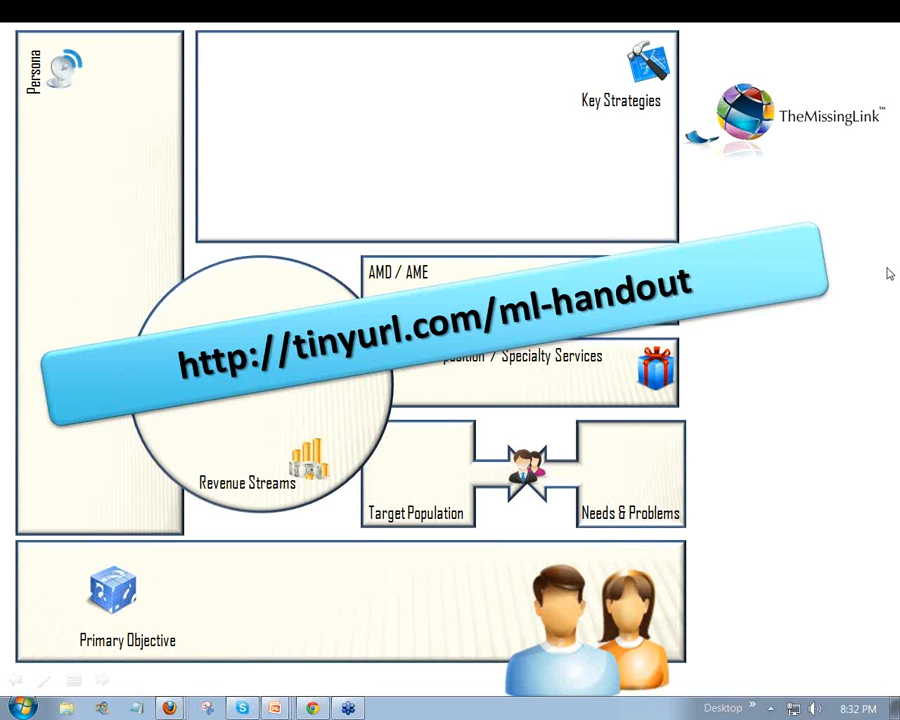 Persona
Key Strategies
TheMissingLink™
AMD / AME
http://tinyurl.com/ml-handout
/ Specialty Services
Revenue Streams
Target Population
Needs & Problems
Primary Objective
Desktop
8:32 PM